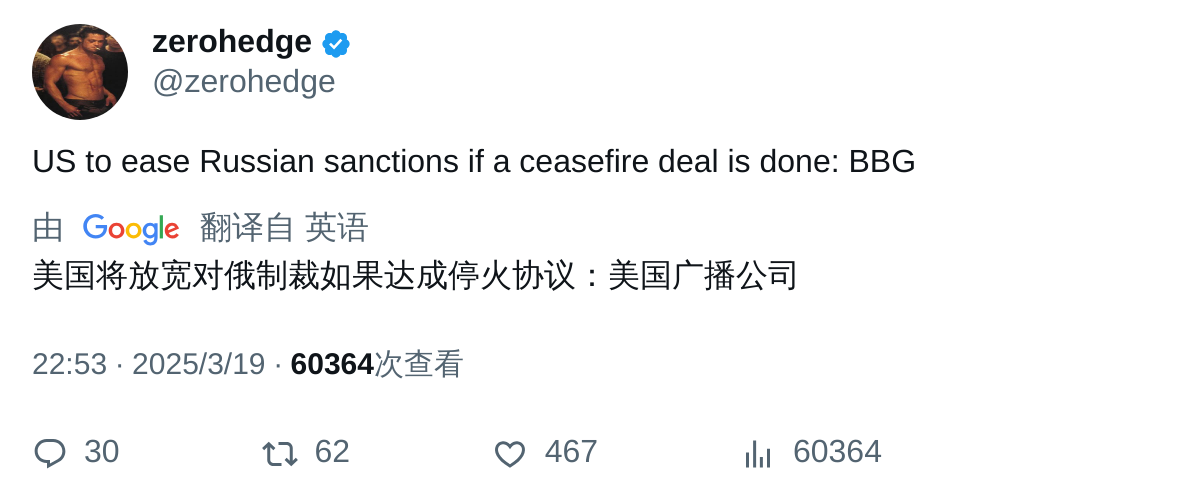 zerohedge
@zerohedge
US to ease Russian sanctions if a ceasefire deal is done: BBG
由 Google 翻译自 英语
美国将放宽对俄制裁如果达成停火协议：美国广播公司
22:53 · 2025/3/19 · 60364次查看
30 62 467 60364